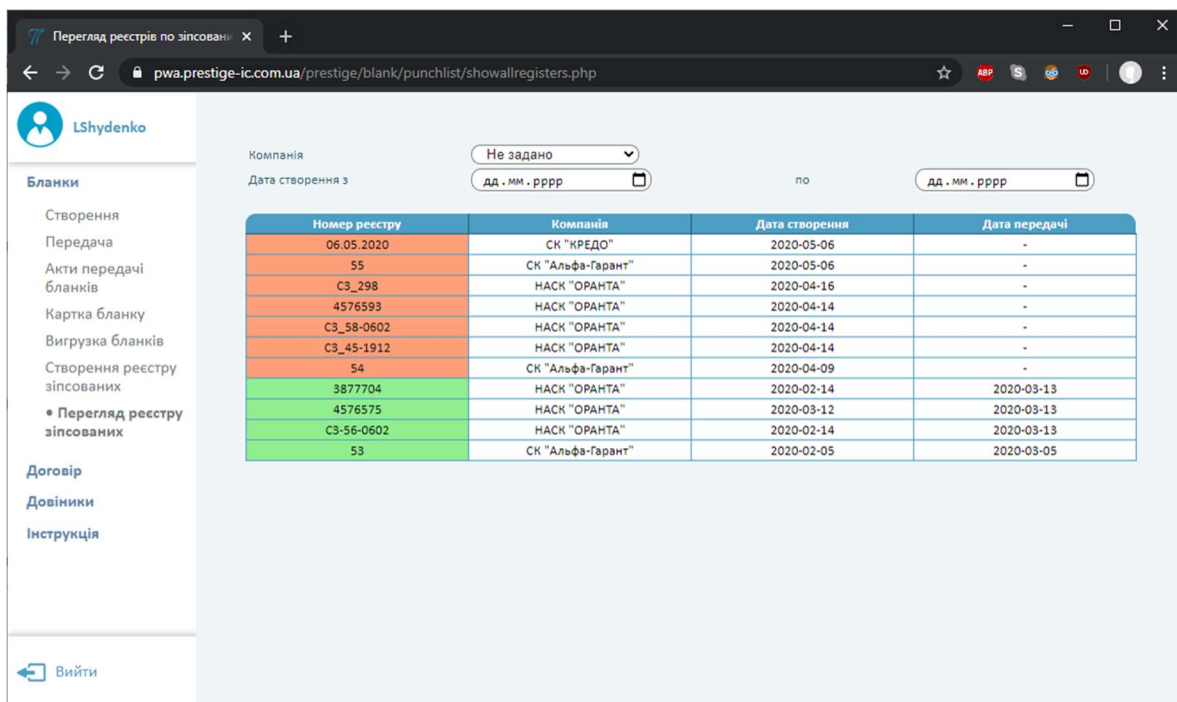 Перегляд реєстрів по зіпсован
pwa.prestige-ic.com.ua/prestige/blank/punchlist/showallregisters.php
ABP
S
UD
LShydenko
Бланки
Створення
Передача
Акти передачі
бланків
Картка бланку
Вигрузка бланків
Створення реєстру
зіпсованих
• Перегляд реєстру
зіпсованих
Договір
Довіники
Інструкція
Вийти
Компанія Не задано
Дата створення з дд.мм.рррр по дд.мм.рррр
Номер реєстру Компанія Дата створення Дата передачі
06.05.2020 СК "КРЕДО" 2020-05-06 -
55 СК "Альфа-Гарант" 2020-05-06 -
СЗ_298 НАСК "ОРАНТА" 2020-04-16 -
4576593 НАСК "ОРАНТА" 2020-04-14 -
СЗ_58-0602 НАСК "ОРАНТА" 2020-04-14 -
СЗ_45-1912 НАСК "ОРАНТА" 2020-04-14 -
54 СК "Альфа-Гарант" 2020-04-09 -
3877704 НАСК "ОРАНТА" 2020-02-14 2020-03-13
4576575 НАСК "ОРАНТА" 2020-03-12 2020-03-13
СЗ-56-0602 НАСК "ОРАНТА" 2020-02-14 2020-03-13
53 СК "Альфа-Гарант" 2020-02-05 2020-03-05